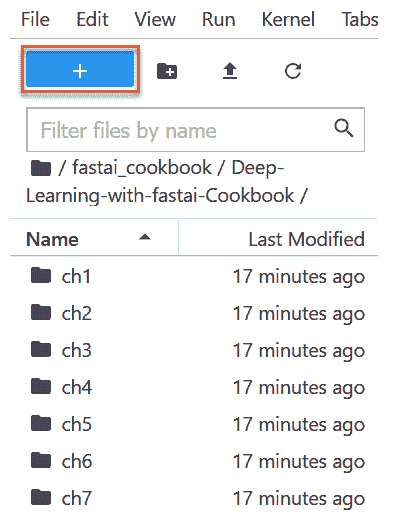 File Edit View Run Kernel Tabs
+
Filter files by name
/ fastai_cookbook / Deep-
Learning-with-fastai-Cookbook /
Name Last Modified
ch1 17 minutes ago
ch2 17 minutes ago
ch3 17 minutes ago
ch4 17 minutes ago
ch5 17 minutes ago
ch6 17 minutes ago
ch7 17 minutes ago